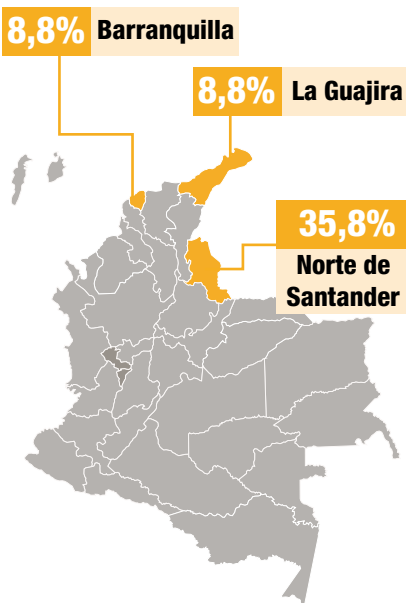 8,8% Barranquilla
8,8% La Guajira
35,8%
Norte de
Santander